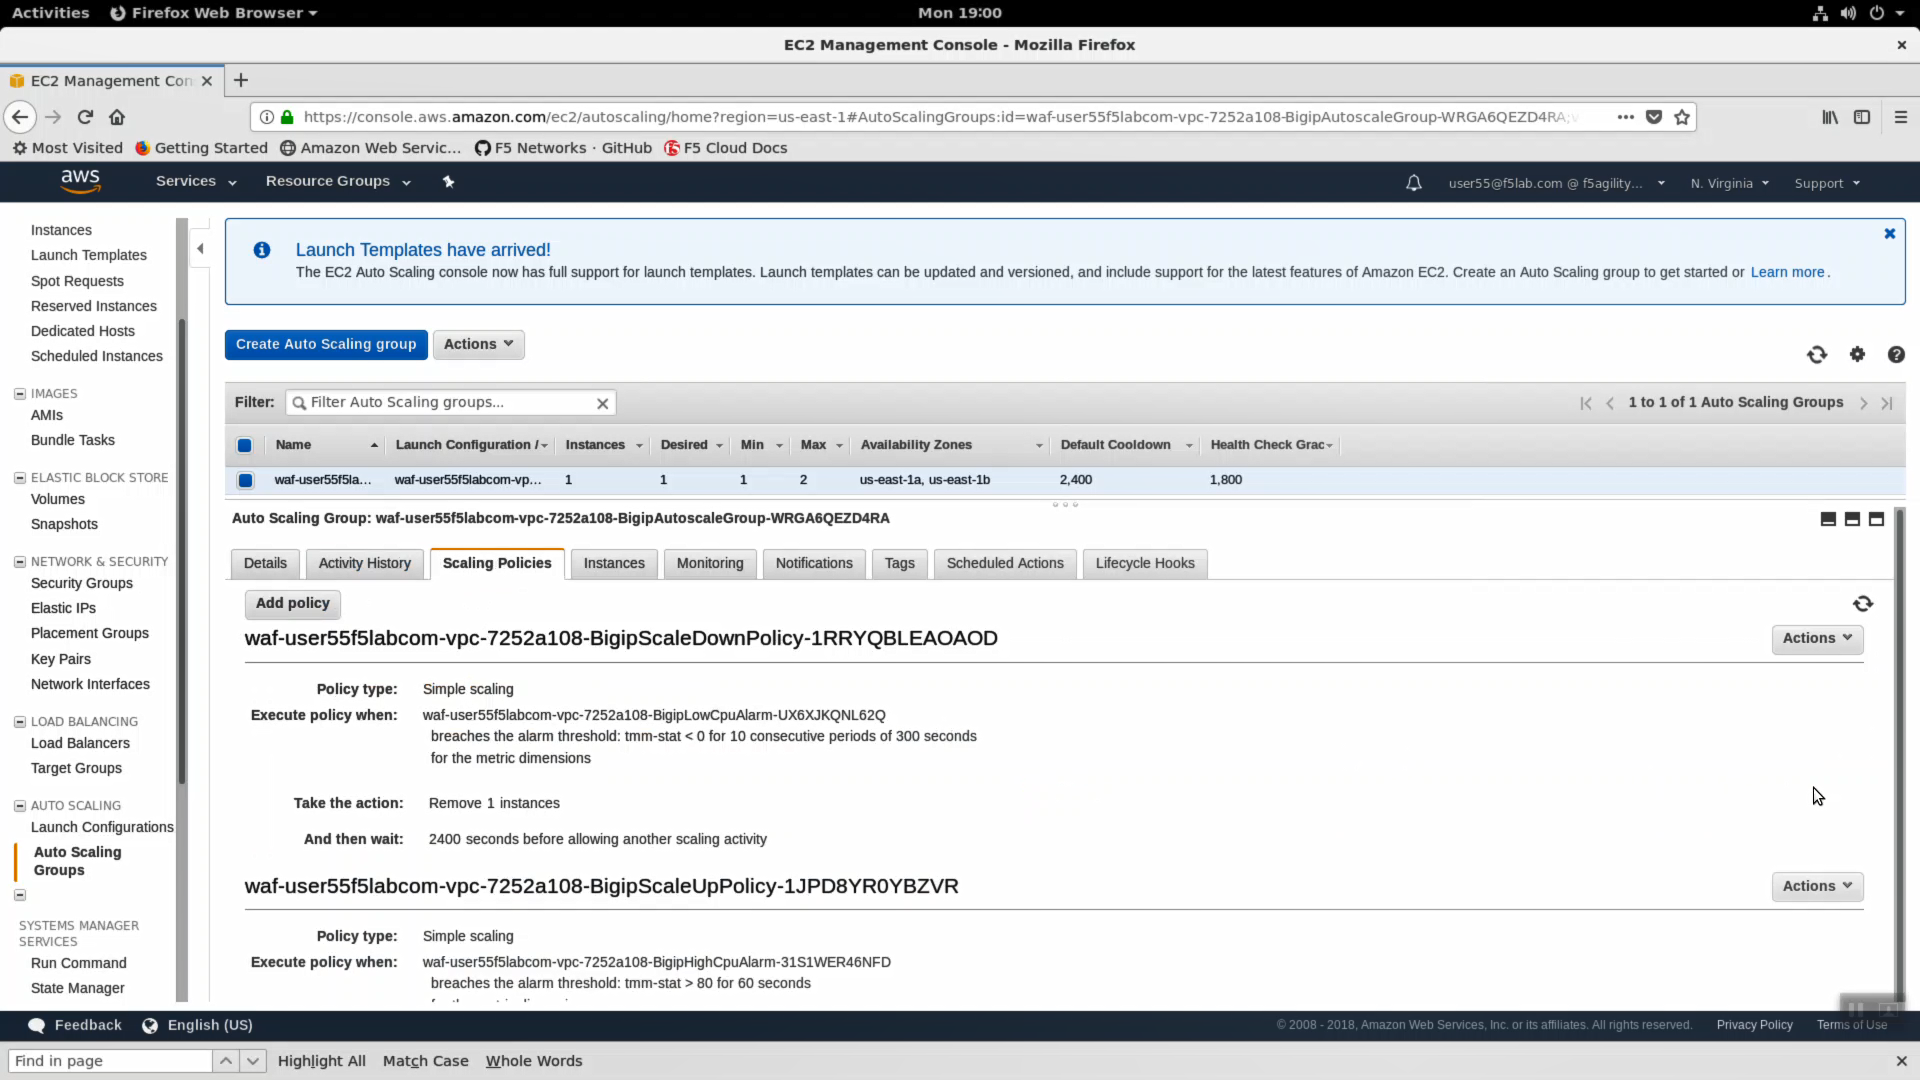 Activities Firefox Web Browser Mon 19:00
EC2 Management Console - Mozilla Firefox
EC2 Management Con
https://console.aws.amazon.com/ec2/autoscaling/home?region=us-east-1#AutoScalingGroups:id=waf-user55f5labcom-vpc-7252a108-BigipAutoscaleGroup-WRGA6QEZD4RA;
Most Visited Getting Started Amazon Web Servic... F5 Networks · GitHub F5 Cloud Docs
aws Services Resource Groups user55@f5lab.com @ f5agility... N. Virginia Support
Instances
Launch Templates
Spot Requests
Reserved Instances
Dedicated Hosts
Scheduled Instances
IMAGES
AMIs
Bundle Tasks
ELASTIC BLOCK STORE
Volumes
Snapshots
NETWORK & SECURITY
Security Groups
Elastic IPs
Placement Groups
Key Pairs
Network Interfaces
LOAD BALANCING
Load Balancers
Target Groups
AUTO SCALING
Launch Configurations
Auto Scaling
Groups
SYSTEMS MANAGER
SERVICES
Run Command
State Manager
Launch Templates have arrived!
The EC2 Auto Scaling console now has full support for launch templates. Launch templates can be updated and versioned, and include support for the latest features of Amazon EC2. Create an Auto Scaling group to get started or Learn more.
Create Auto Scaling group Actions
Filter: Filter Auto Scaling groups... 1 to 1 of 1 Auto Scaling Groups
Name Launch Configuration / Instances Desired Min Max Availability Zones Default Cooldown Health Check Grac
waf-user55f5la... waf-user55f5labcom-vp... 1 1 1 2 us-east-1a, us-east-1b 2,400 1,800
Auto Scaling Group: waf-user55f5labcom-vpc-7252a108-BigipAutoscaleGroup-WRGA6QEZD4RA
Details Activity History Scaling Policies Instances Monitoring Notifications Tags Scheduled Actions Lifecycle Hooks
Add policy
waf-user55f5labcom-vpc-7252a108-BigipScaleDownPolicy-1RRYQBLEAOAOD Actions
Policy type: Simple scaling
Execute policy when: waf-user55f5labcom-vpc-7252a108-BigipLowCpuAlarm-UX6XJKQNL62Q
breaches the alarm threshold: tmm-stat < 0 for 10 consecutive periods of 300 seconds
for the metric dimensions
Take the action: Remove 1 instances
And then wait: 2400 seconds before allowing another scaling activity
waf-user55f5labcom-vpc-7252a108-BigipScaleUpPolicy-1JPD8YR0YBZVR Actions
Policy type: Simple scaling
Execute policy when: waf-user55f5labcom-vpc-7252a108-BigipHighCpuAlarm-31S1WER46NFD
breaches the alarm threshold: tmm-stat > 80 for 60 seconds
Feedback English (US) © 2008 - 2018, Amazon Web Services, Inc. or its affiliates. All rights reserved. Privacy Policy Terms of Use
Find in page Highlight All Match Case Whole Words